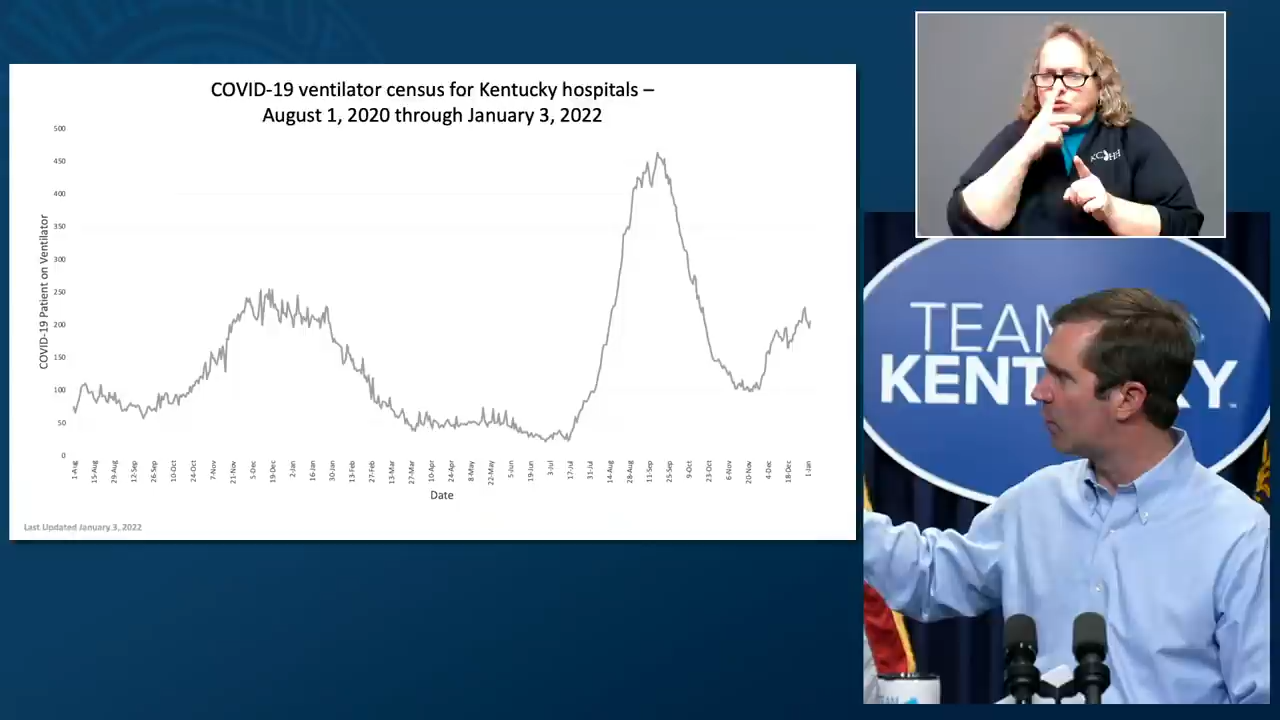 COVID-19 ventilator census for Kentucky hospitals –
August 1, 2020 through January 3, 2022
500
450
400
350
300
250
200
150
100
50
0
COVID-19 Patient on Ventilator
1-Aug
15-Aug
29-Aug
12-Sep
26-Sep
10-Oct
24-Oct
7-Nov
21-Nov
5-Dec
19-Dec
2-Jan
16-Jan
30-Jan
13-Feb
27-Feb
13-Mar
27-Mar
10-Apr
24-Apr
8-May
22-May
5-Jun
19-Jun
3-Jul
17-Jul
31-Jul
14-Aug
28-Aug
11-Sep
25-Sep
9-Oct
23-Oct
6-Nov
20-Nov
4-Dec
18-Dec
1-Jan
Date
Last Updated January 3, 2022
TEAM